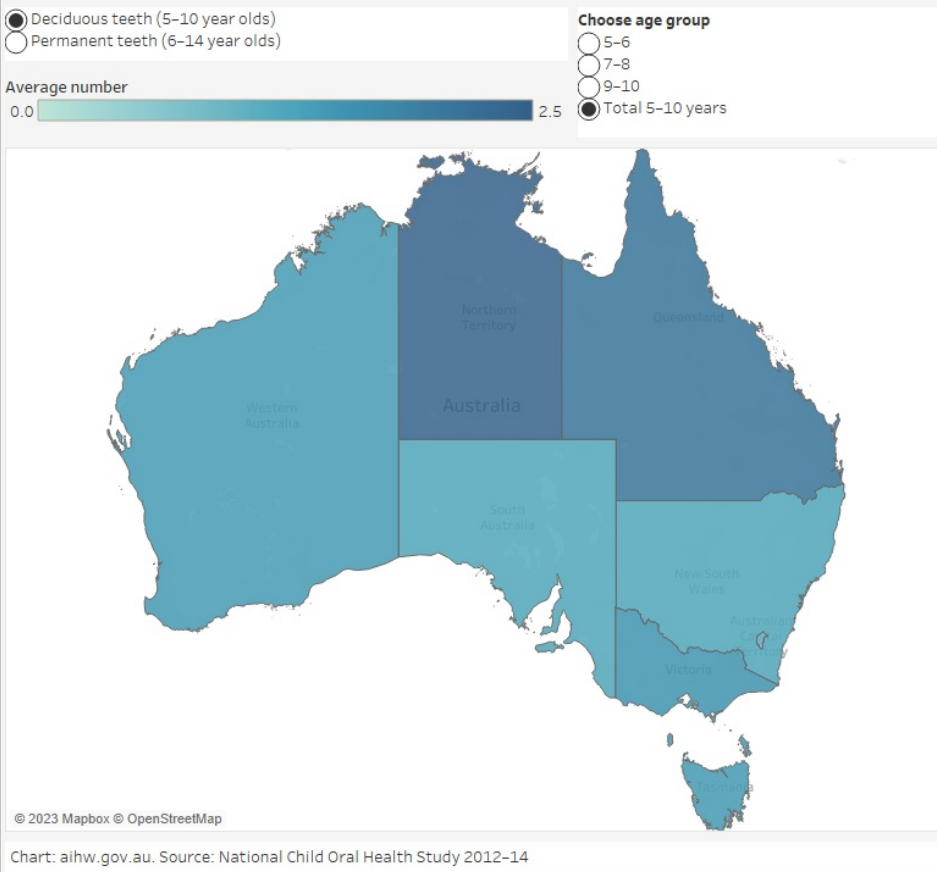 Deciduous teeth (5–10 year olds)
Permanent teeth (6–14 year olds)
Choose age group
5–6
7–8
9–10
Total 5–10 years
Average number
0.0
2.5
Northern
Territory
Queensland
Australia
Western
Australia
South
Australia
New South
Wales
Australian
Capital
Territory
Victoria
Tasmania
© 2023 Mapbox © OpenStreetMap
Chart: aihw.gov.au. Source: National Child Oral Health Study 2012–14